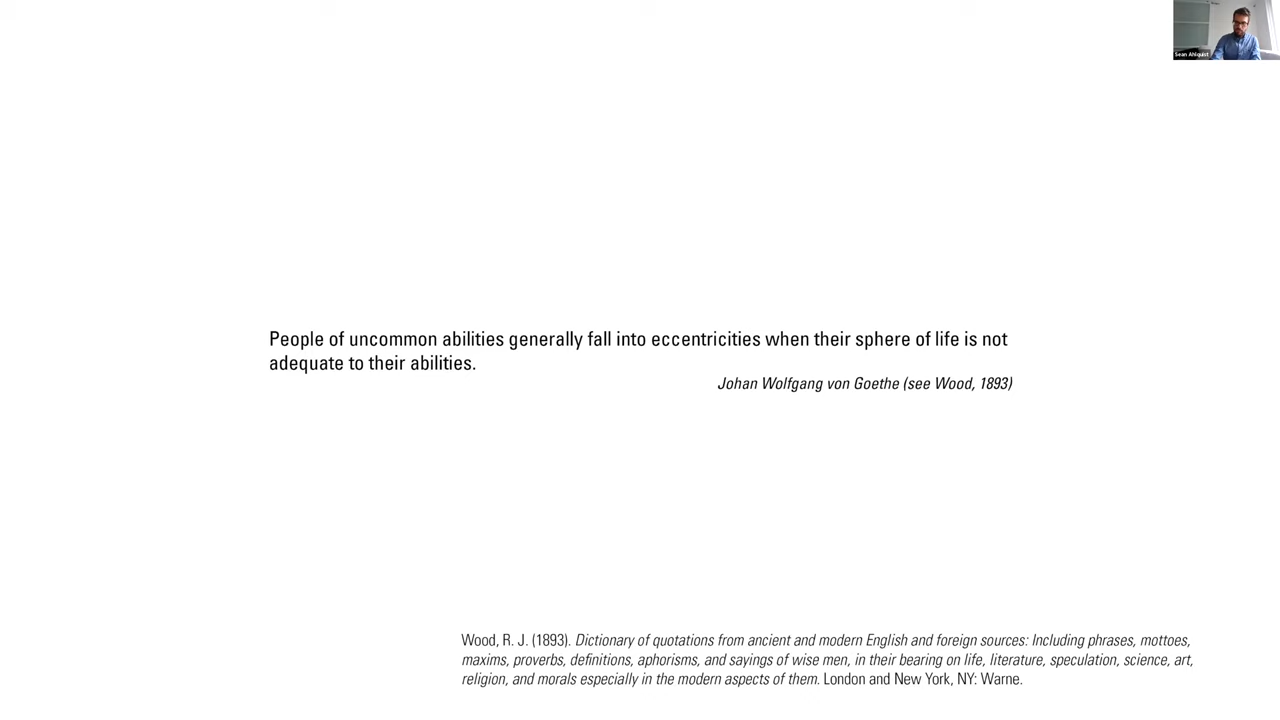 Sean Ahlquist
People of uncommon abilities generally fall into eccentricities when their sphere of life is not
adequate to their abilities.
Johan Wolfgang von Goethe (see Wood, 1893)
Wood, R. J. (1893). Dictionary of quotations from ancient and modern English and foreign sources: Including phrases, mottoes,
maxims, proverbs, definitions, aphorisms, and sayings of wise men, in their bearing on life, literature, speculation, science, art,
religion, and morals especially in the modern aspects of them. London and New York, NY: Warne.